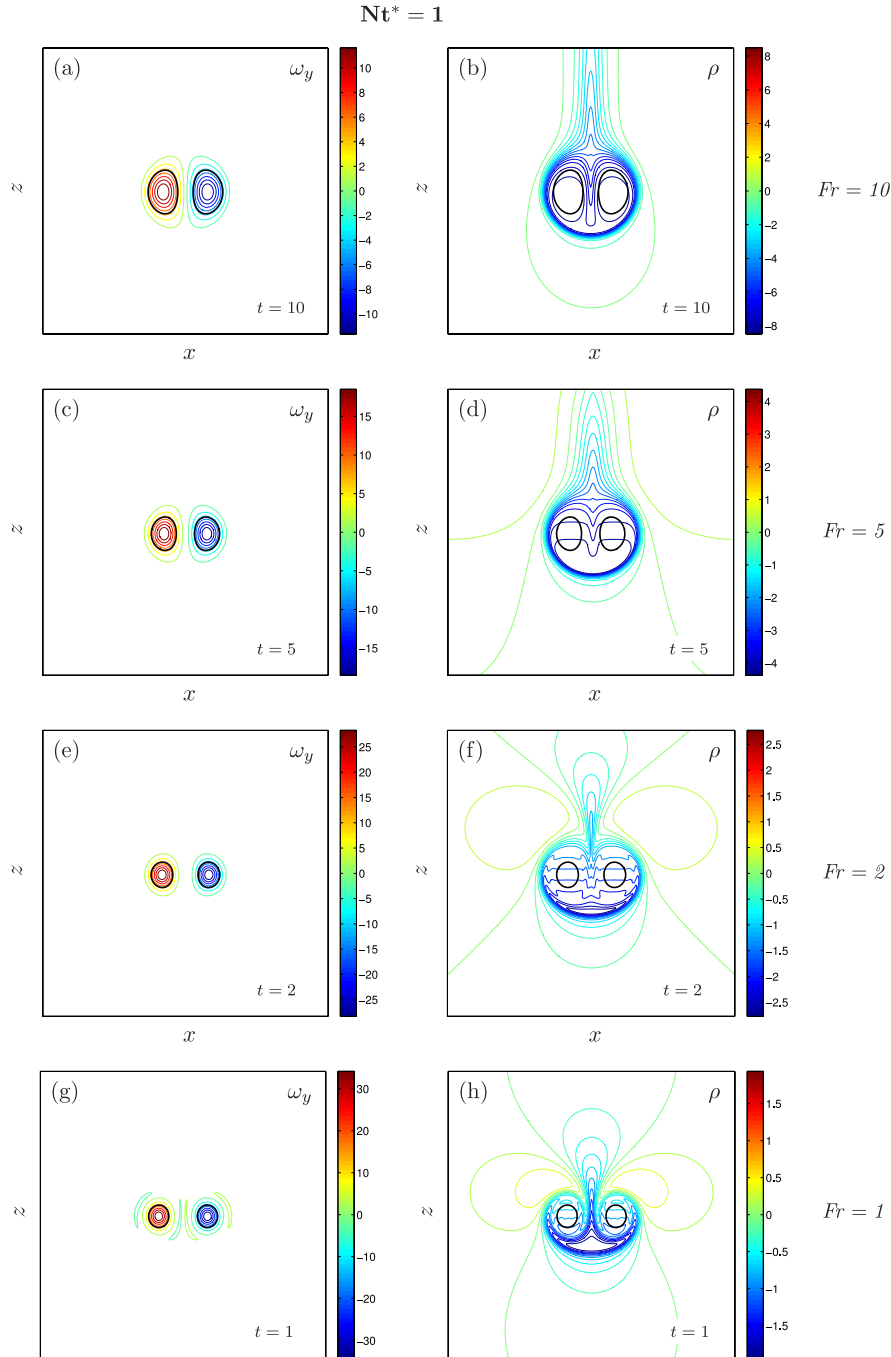 Nt* = 1
(a)
ω_y
z
x
t = 10
10
8
6
4
2
0
−2
−4
−6
−8
−10
(b)
ρ
z
x
t = 10
8
6
4
2
0
−2
−4
−6
−8
Fr = 10
(c)
ω_y
z
x
t = 5
15
10
5
0
−5
−10
−15
(d)
ρ
z
x
t = 5
4
3
2
1
0
−1
−2
−3
−4
Fr = 5
(e)
ω_y
z
x
t = 2
25
20
15
10
5
0
−5
−10
−15
−20
−25
(f)
ρ
z
x
t = 2
2.5
2
1.5
1
0.5
0
−0.5
−1
−1.5
−2
−2.5
Fr = 2
(g)
ω_y
z
t = 1
30
20
10
0
−10
−20
−30
(h)
ρ
z
t = 1
1.5
1
0.5
0
−0.5
−1
−1.5
Fr = 1